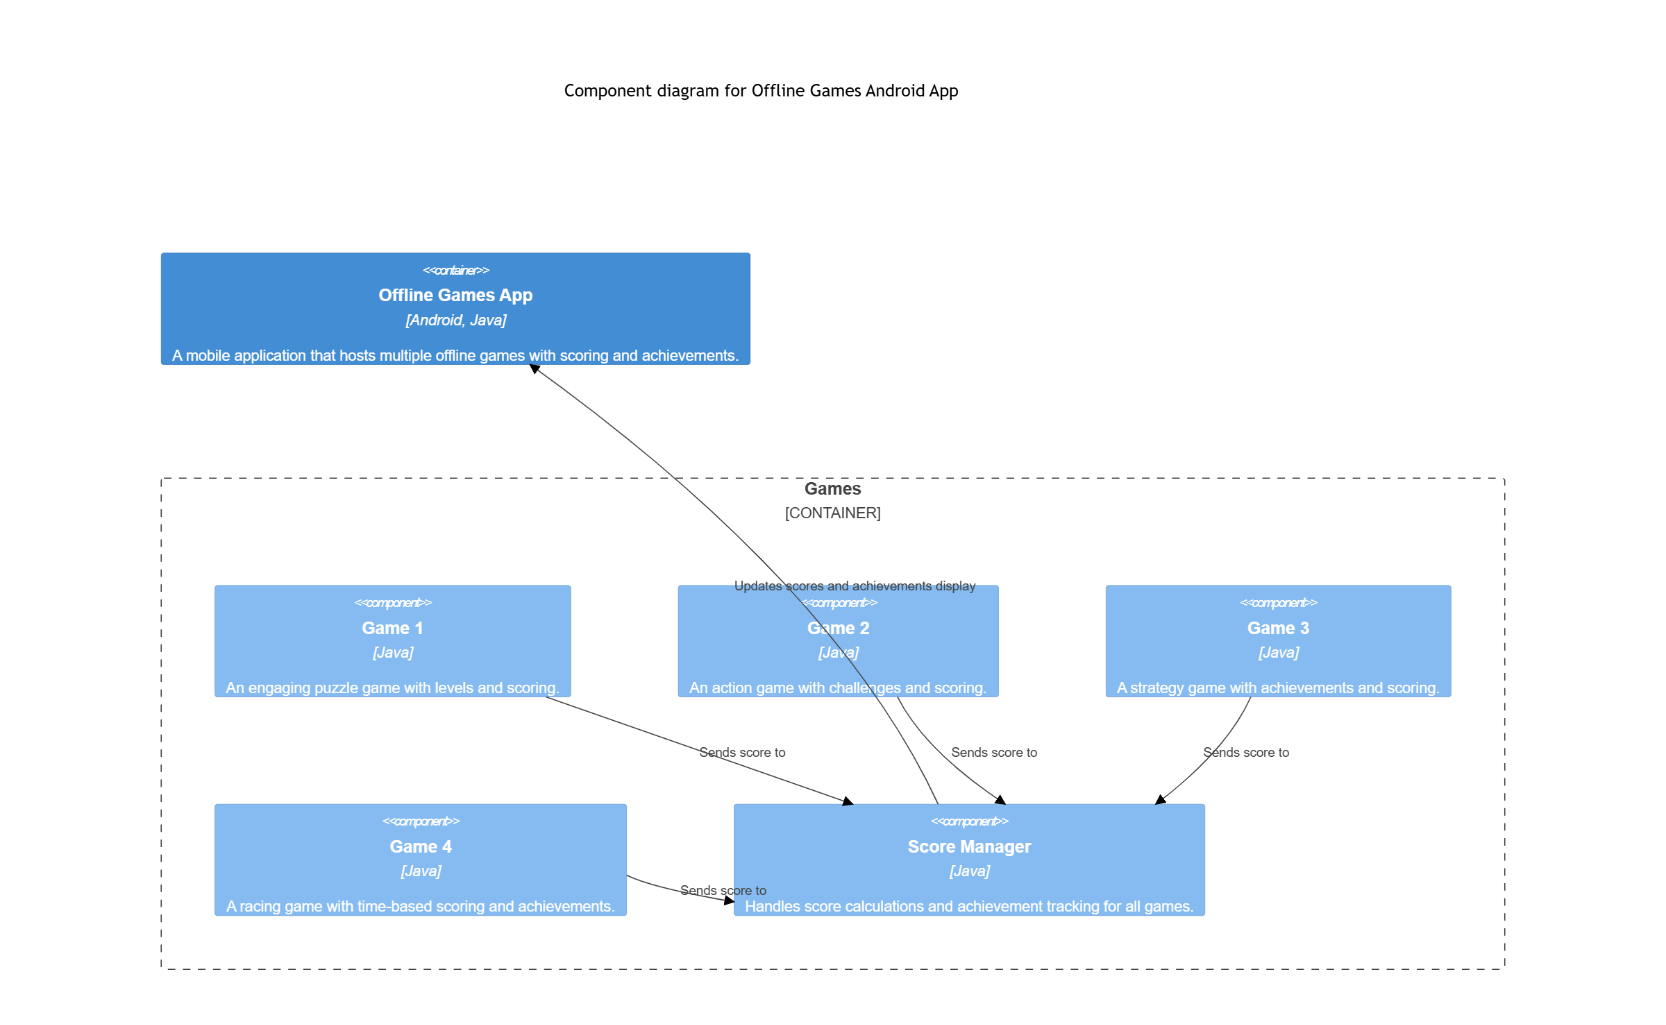 Component diagram for Offline Games Android App
<<container>>
Offline Games App
[Android, Java]
A mobile application that hosts multiple offline games with scoring and achievements.
Games
[CONTAINER]
Updates scores and achievements display
<<component>>
Game 1
[Java]
An engaging puzzle game with levels and scoring.
<<component>>
Game 2
[Java]
An action game with challenges and scoring.
<<component>>
Game 3
[Java]
A strategy game with achievements and scoring.
Sends score to
Sends score to
Sends score to
<<component>>
Game 4
[Java]
A racing game with time-based scoring and achievements.
Sends score to
<<component>>
Score Manager
[Java]
Handles score calculations and achievement tracking for all games.